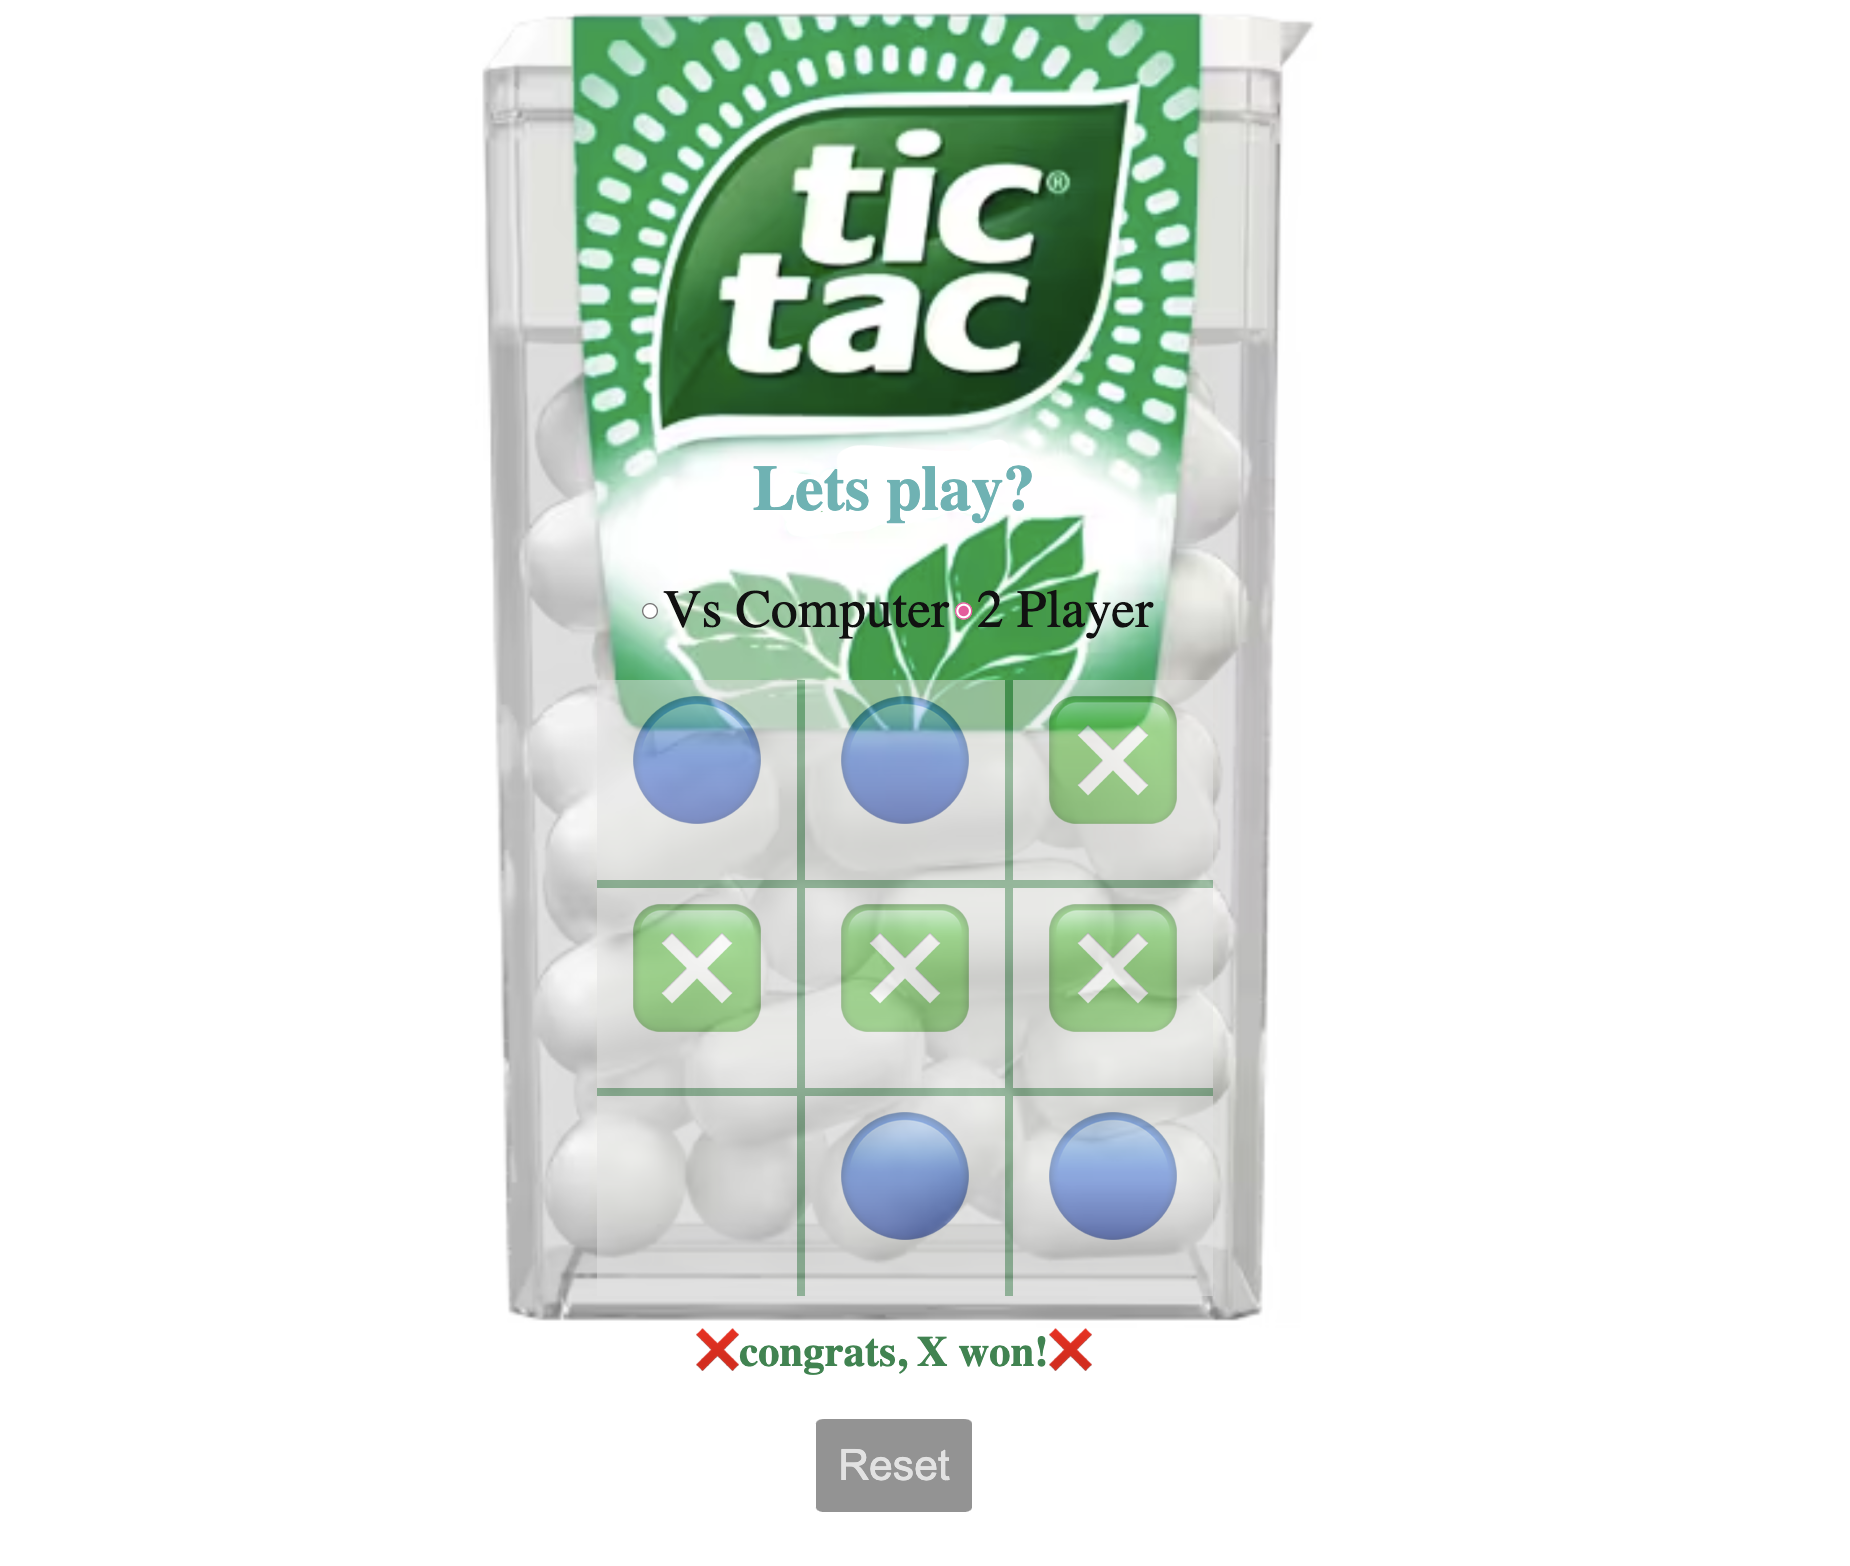 tic®
tac
Lets play?
Vs Computer 2 Player
❌congrats, X won!❌
Reset